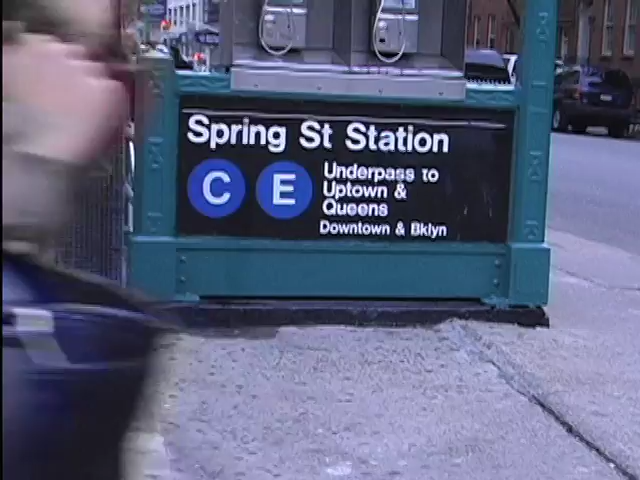 Spring St Station
C E Underpass to
Uptown &
Queens
Downtown & Bklyn